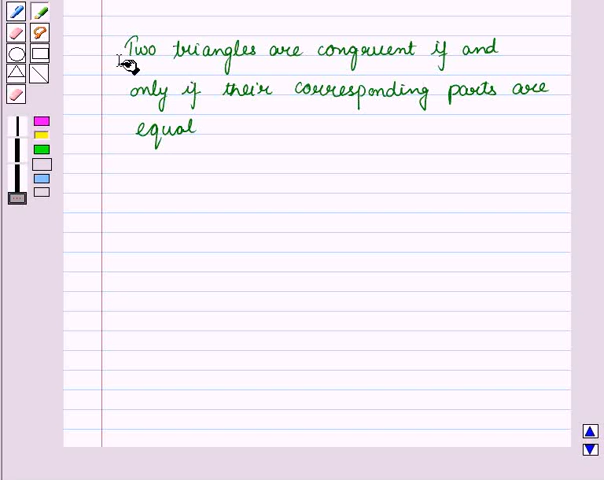 Two triangles are congruent if and
only if their corresponding parts are
equal